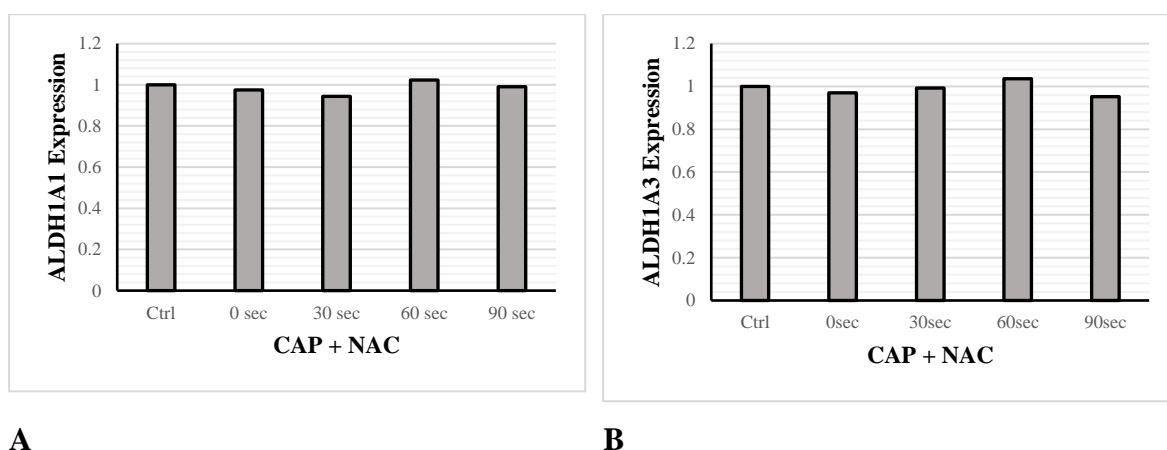 ALDH1A1 Expression
1.2
1
0.8
0.6
0.4
0.2
0
Ctrl 0 sec 30 sec 60 sec 90 sec
CAP + NAC
A
ALDH1A3 Expression
1.2
1
0.8
0.6
0.4
0.2
0
Ctrl 0sec 30sec 60sec 90sec
CAP + NAC
B